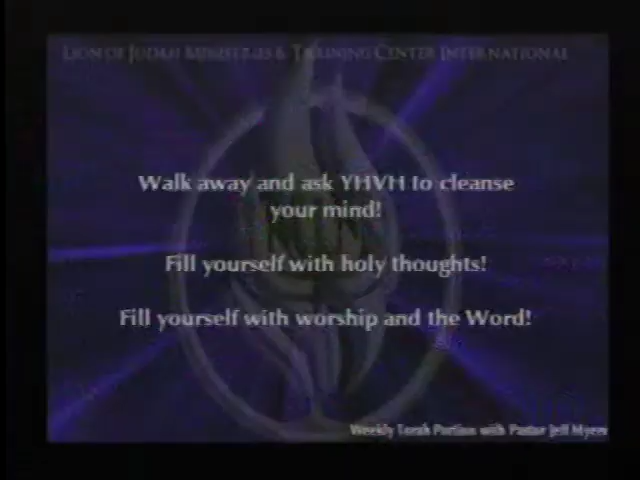 LION OF JUDAH MINISTRIES & TRAINING CENTER INTERNATIONAL
Walk away and ask YHVH to cleanse
your mind!
Fill yourself with holy thoughts!
Fill yourself with worship and the Word!
Weekly Torah Portion with Pastor Jeff Myers